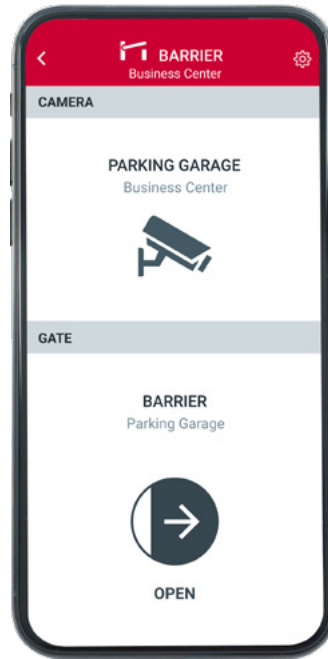 BARRIER
Business Center
CAMERA
PARKING GARAGE
Business Center
GATE
BARRIER
Parking Garage
OPEN